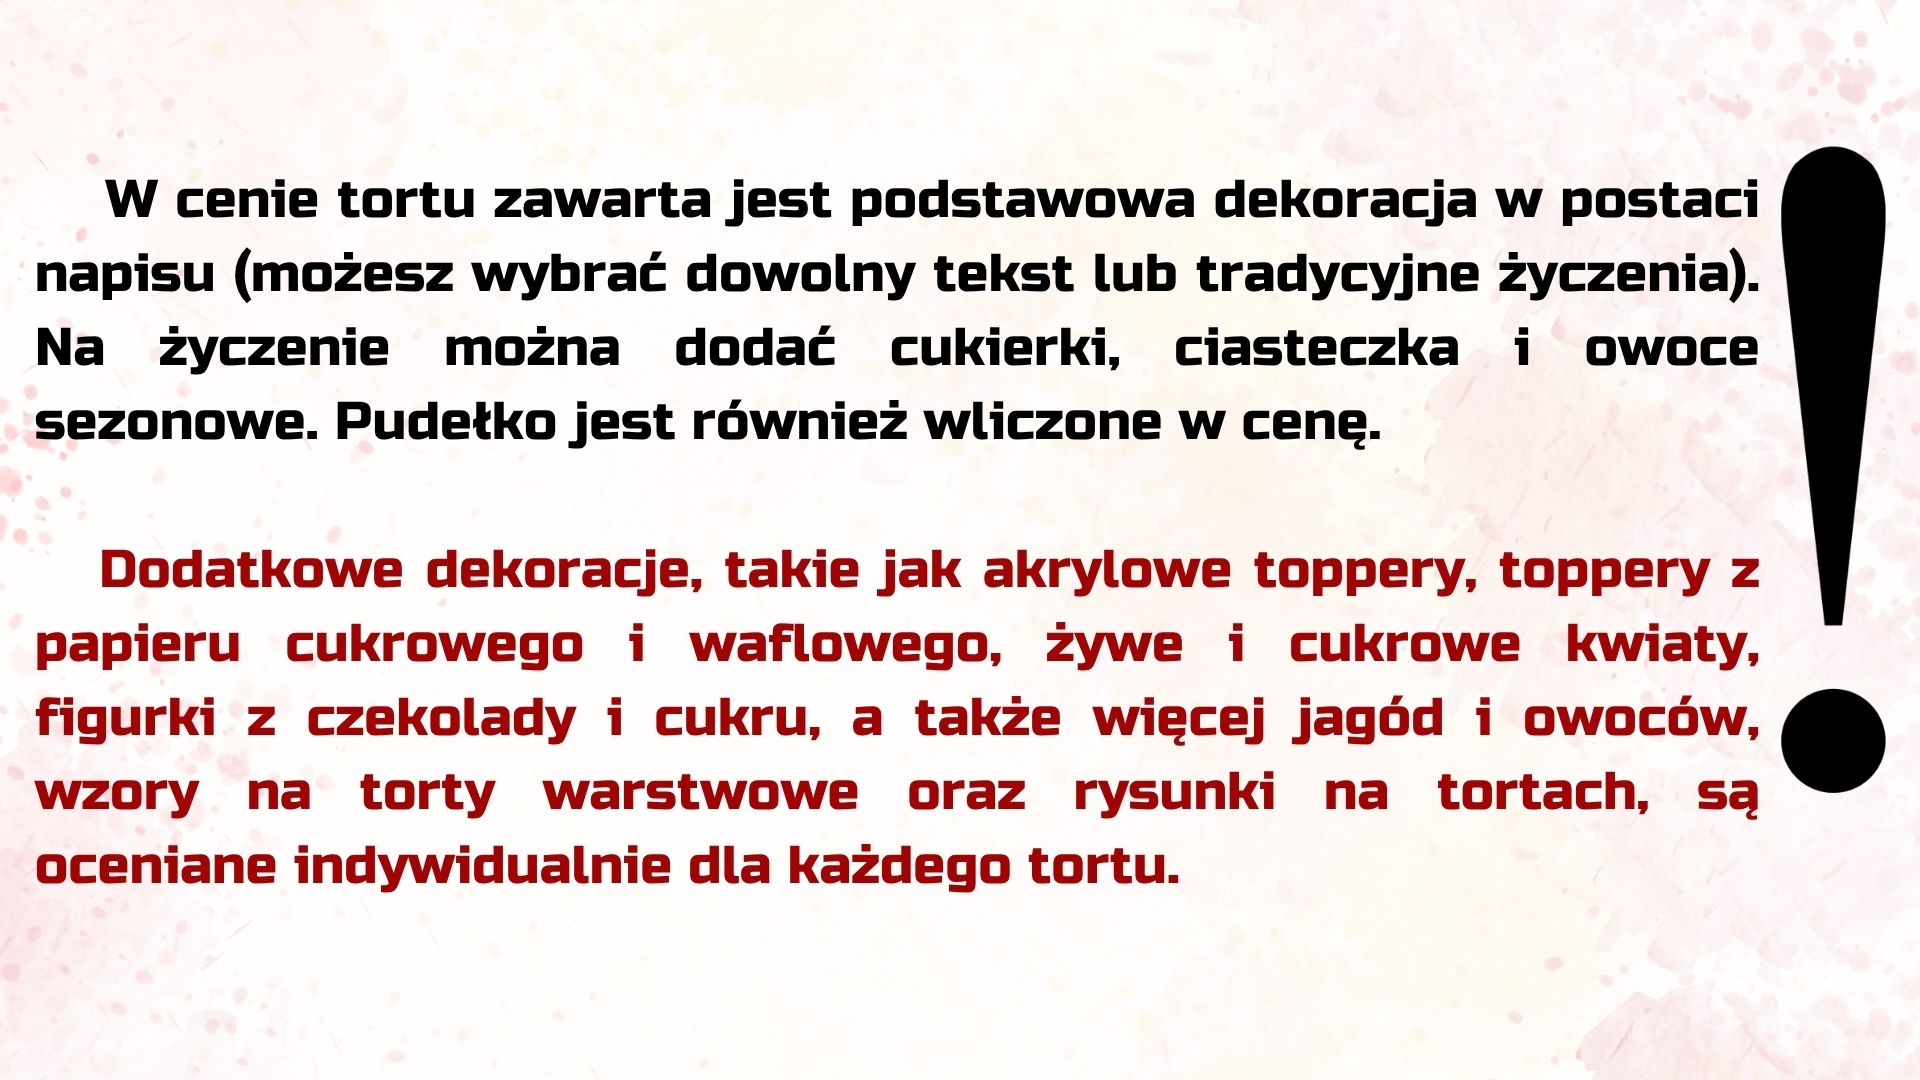 W cenie tortu zawarta jest podstawowa dekoracja w postaci
napisu (możesz wybrać dowolny tekst lub tradycyjne życzenia).
Na życzenie można dodać cukierki, ciasteczka i owoce
sezonowe. Pudełko jest również wliczone w cenę.
Dodatkowe dekoracje, takie jak akrylowe toppery, toppery z
papieru cukrowego i waflowego, żywe i cukrowe kwiaty,
figurki z czekolady i cukru, a także więcej jagód i owoców,
wzory na torty warstwowe oraz rysunki na tortach, są
oceniane indywidualnie dla każdego tortu.
!